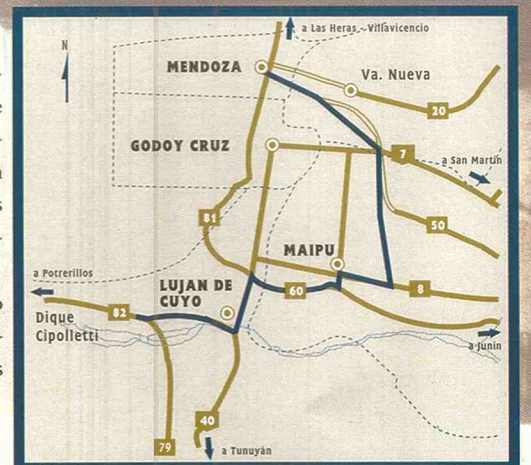 a Las Heras - Villavicencio
N
MENDOZA
Va. Nueva
20
GODOY CRUZ
7
a San Martín
81
50
MAIPU
a Potrerillos
LUJAN DE
CUYO
60
8
82
Dique
Cipolletti
a Junín
40
79
a Tunuyán